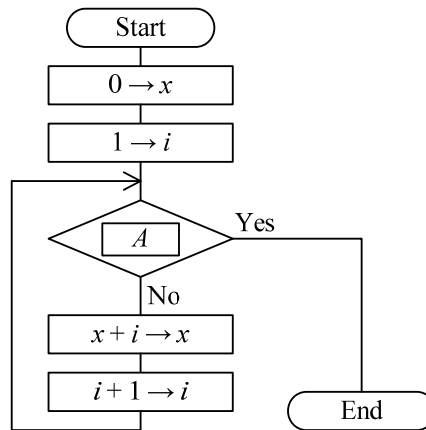 Start
0 → x
1 → i
A
Yes
No
x + i → x
i + 1 → i
End